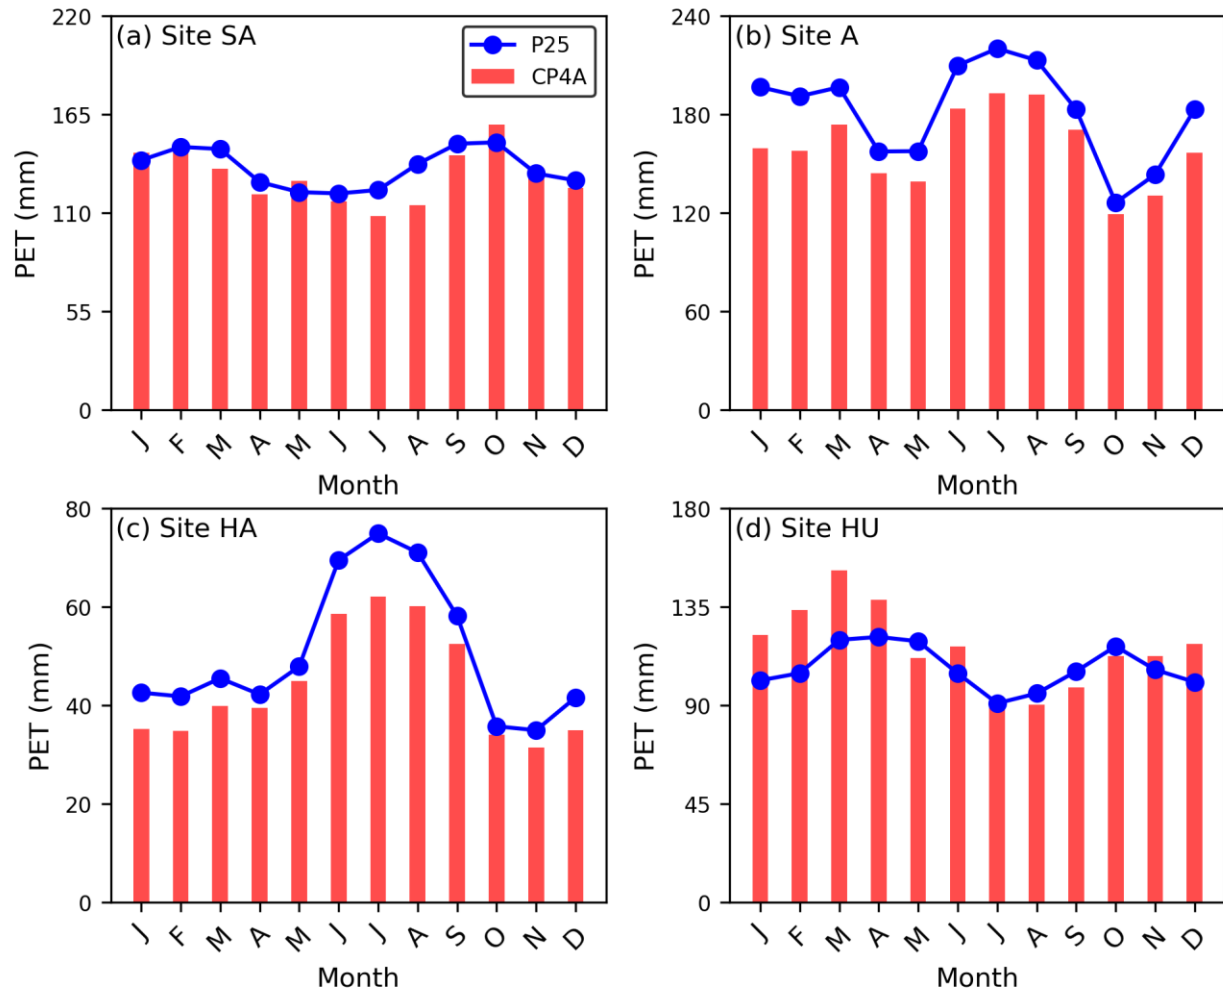 (a) Site SA
P25
CP4A
220
165
110
55
0
PET (mm)
J F M A M J J A S O N D
Month
(b) Site A
240
180
120
60
0
PET (mm)
J F M A M J J A S O N D
Month
(c) Site HA
80
60
40
20
0
PET (mm)
J F M A M J J A S O N D
Month
(d) Site HU
180
135
90
45
0
PET (mm)
J F M A M J J A S O N D
Month